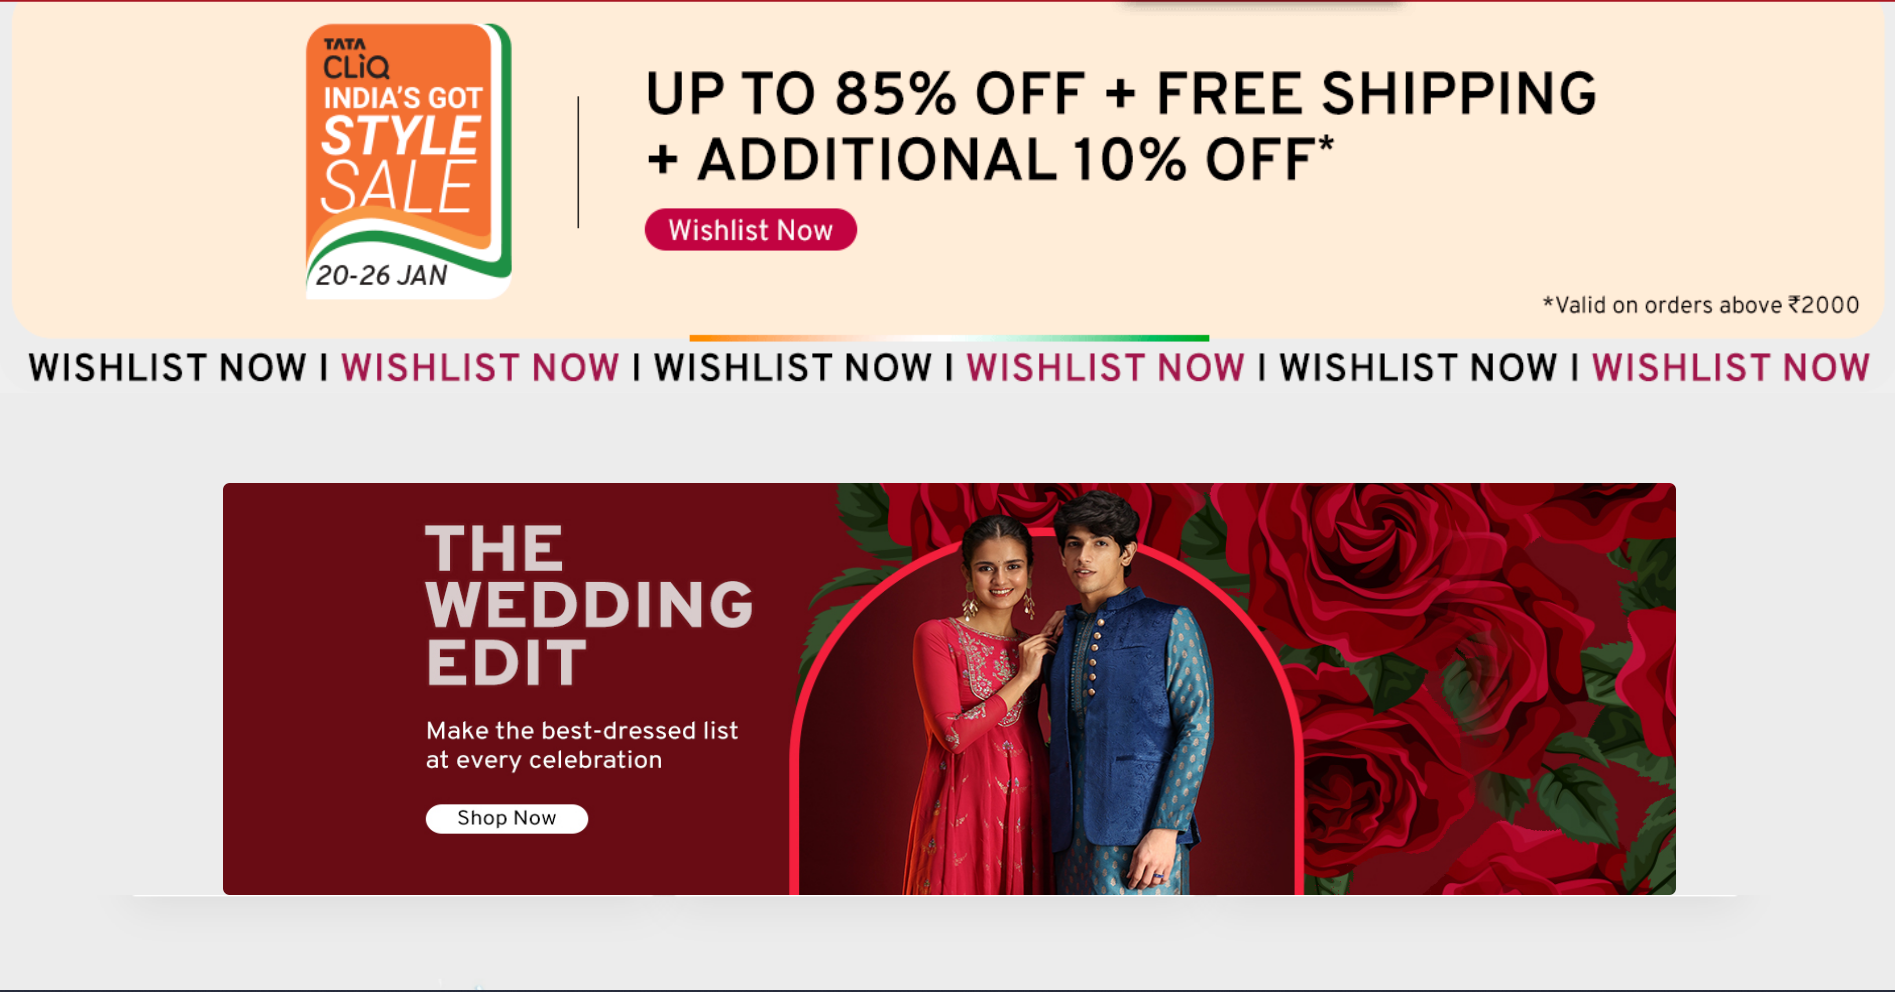 TATA
CLiQ
INDIA'S GOT
STYLE
SALE
20-26 JAN
UP TO 85% OFF + FREE SHIPPING
+ ADDITIONAL 10% OFF*
Wishlist Now
*Valid on orders above ₹2000
WISHLIST NOW I WISHLIST NOW I WISHLIST NOW I WISHLIST NOW I WISHLIST NOW I WISHLIST NOW
THE
WEDDING
EDIT
Make the best-dressed list
at every celebration
Shop Now